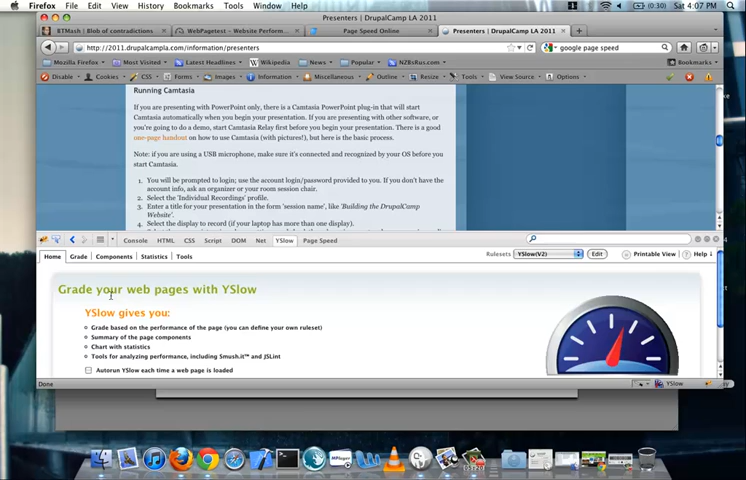 Firefox File Edit View History Bookmarks Tools Window Help (0:30) Sat 4:07 PM
Presenters | DrupalCamp LA 2011
BTMash | Blog of contradictions WebPagetest - Website Perform... Page Speed Online Presenters | DrupalCamp LA 2011
http://2011.drupalcampla.com/information/presenters google page speed
Mozilla Firefox Most Visited Latest Headlines Wikipedia News Popular NZBsRus.com Bookmarks
Disable Cookies CSS Forms Images Information Miscellaneous Outline Resize Tools View Source Options
Running Camtasia
If you are presenting with PowerPoint only, there is a Camtasia PowerPoint plug-in that will start
Camtasia automatically when you begin your presentation. If you are presenting with other software, or
you're going to do a demo, start Camtasia Relay first before you begin your presentation. There is a good
one-page handout on how to use Camtasia (with pictures!), but here is the basic process.
Note: if you are using a USB microphone, make sure it's connected and recognized by your OS before you
start Camtasia.
1. You will be prompted to login; use the account login/password provided to you. If you don't have the
account info, ask an organizer or your room session chair.
2. Select the 'Individual Recordings' profile.
3. Enter a title for your presentation in the form 'session name', like 'Building the DrupalCamp
Website'.
4. Select the display to record (if your laptop has more than one display).
Console HTML CSS Script DOM Net YSlow Page Speed
Home Grade Components Statistics Tools Rulesets YSlow(V2) Edit Printable View Help
Grade your web pages with YSlow
YSlow gives you:
Grade based on the performance of the page (you can define your own ruleset)
Summary of the page components
Chart with statistics
Tools for analyzing performance, including Smush.it™ and JSLint
Autorun YSlow each time a web page is loaded
Done YSlow